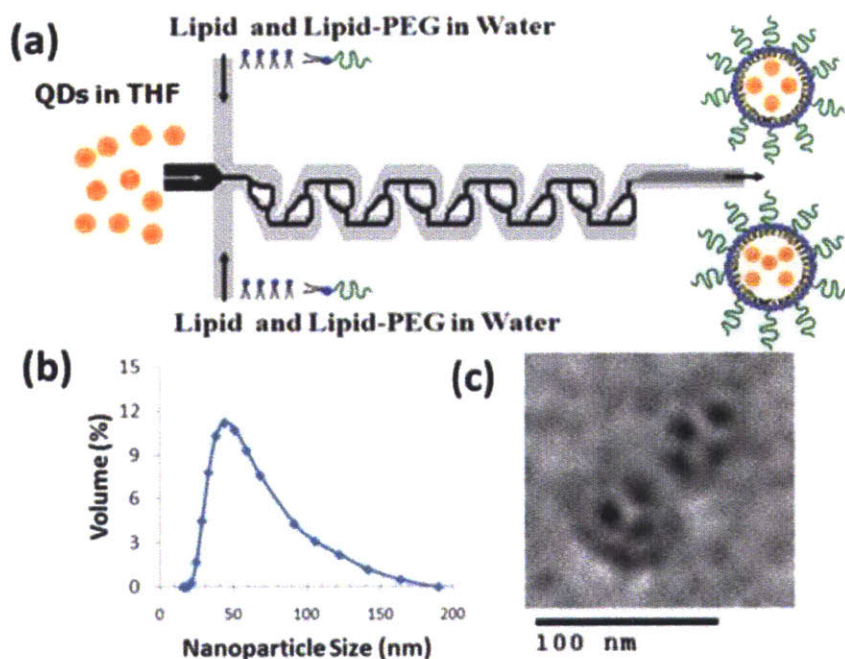 (a)
Lipid and Lipid-PEG in Water
QDs in THF
Lipid and Lipid-PEG in Water
(b)
15
12
9
6
3
0
Volume (%)
0 50 100 150 200
Nanoparticle Size (nm)
(c)
100 nm